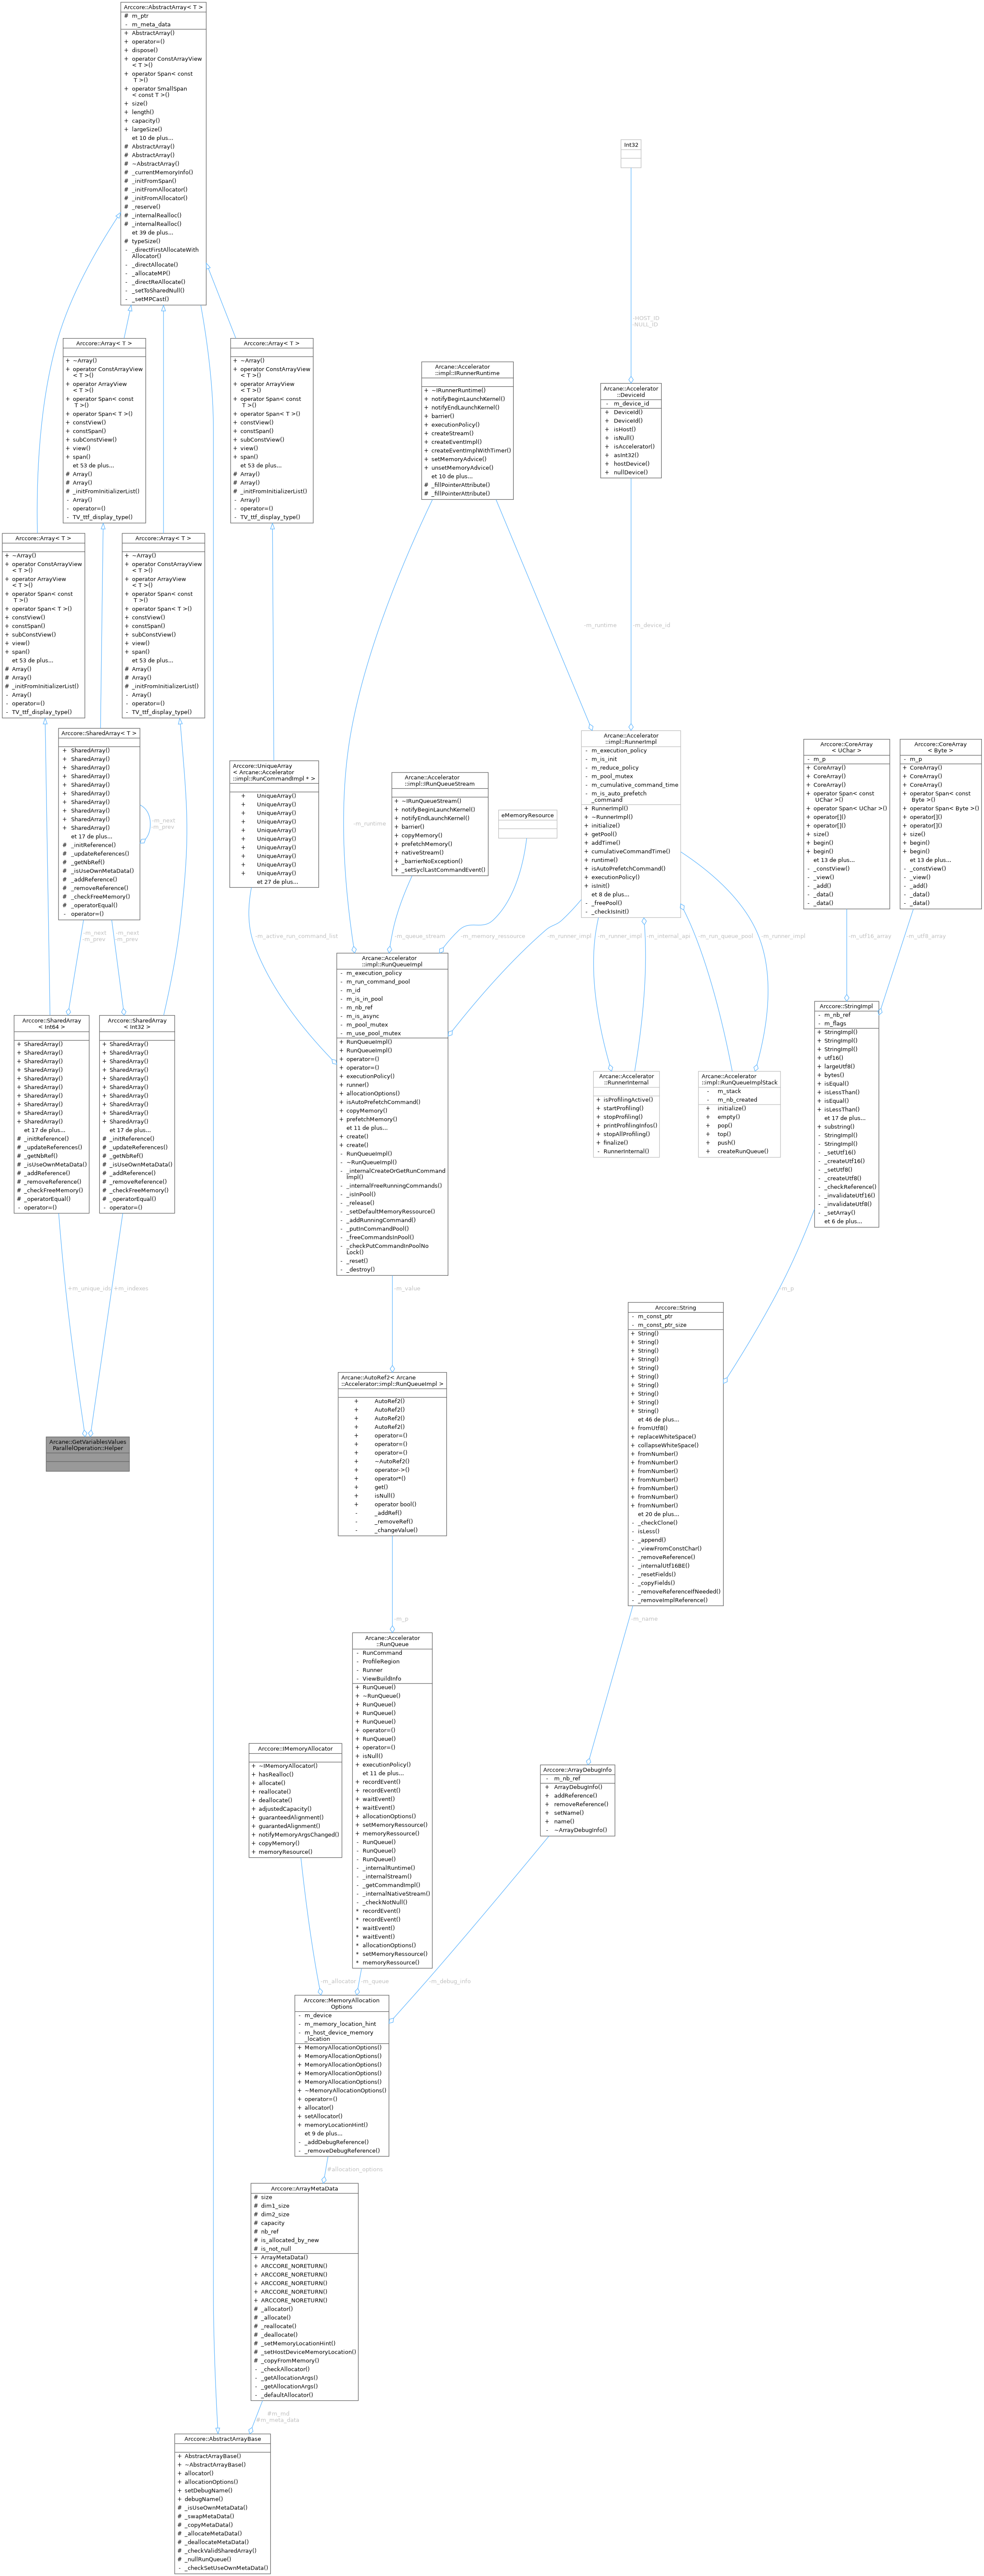 Arccore::AbstractArray< T >
# m_ptr
- m_meta_data
+ AbstractArray()
+ operator=()
+ dispose()
+ operator ConstArrayView
< T >()
+ operator Span< const
T >()
+ operator SmallSpan
< const T >()
+ size()
+ length()
+ capacity()
+ largeSize()
et 10 de plus...
# AbstractArray()
# AbstractArray()
# ~AbstractArray()
# _currentMemoryInfo()
# _initFromSpan()
# _initFromAllocator()
# _initFromAllocator()
# _reserve()
# _internalRealloc()
# _internalRealloc()
et 39 de plus...
# typeSize()
- _directFirstAllocateWith
Allocator()
- _directAllocate()
- _allocateMP()
- _directReAllocate()
- _setToSharedNull()
- _setMPCast()
Int32
-HOST_ID
NULL_ID
Arccore::Array< T >
+ ~Array()
+ operator ConstArrayView
< T >()
+ operator ArrayView
< T >()
+ operator Span< const
T >()
+ operator Span< T >()
+ constView()
+ constSpan()
+ subConstView()
+ view()
+ span()
et 53 de plus...
# Array()
# Array()
# _initFromInitializerList()
- Array()
- operator=()
- TV_ttf_display_type()
Arccore::Array< T >
+ ~Array()
+ operator ConstArrayView
< T >()
+ operator ArrayView
< T >()
+ operator Span< const
T >()
+ operator Span< T >()
+ constView()
+ constSpan()
+ subConstView()
+ view()
+ span()
et 53 de plus...
# Array()
# Array()
# _initFromInitializerList()
- Array()
- operator=()
- TV_ttf_display_type()
Arcane::Accelerator
::impl::IRunnerRuntime
+ ~IRunnerRuntime()
+ notifyBeginLaunchKernel()
+ notifyEndLaunchKernel()
+ barrier()
+ executionPolicy()
+ createStream()
+ createEventImpl()
+ createEventImplWithTimer()
+ setMemoryAdvice()
+ unsetMemoryAdvice()
et 10 de plus...
# _fillPointerAttribute()
# _fillPointerAttribute()
Arcane::Accelerator
::DeviceId
- m_device_id
+ DeviceId()
+ DeviceId()
+ isHost()
+ isNull()
+ isAccelerator()
+ asInt32()
+ hostDevice()
+ nullDevice()
Arccore::Array< T >
+ ~Array()
+ operator ConstArrayView
< T >()
+ operator ArrayView
< T >()
+ operator Span< const
T >()
+ operator Span< T >()
+ constView()
+ constSpan()
+ subConstView()
+ view()
+ span()
et 53 de plus...
# Array()
# Array()
# _initFromInitializerList()
- Array()
- operator=()
- TV_ttf_display_type()
Arccore::Array< T >
+ ~Array()
+ operator ConstArrayView
< T >()
+ operator ArrayView
< T >()
+ operator Span< const
T >()
+ operator Span< T >()
+ constView()
+ constSpan()
+ subConstView()
+ view()
+ span()
et 53 de plus...
# Array()
# Array()
# _initFromInitializerList()
- Array()
- operator=()
- TV_ttf_display_type()
-m_runtime
-m_device_id
Arccore::SharedArray< T >
+ SharedArray()
+ SharedArray()
+ SharedArray()
+ SharedArray()
+ SharedArray()
+ SharedArray()
+ SharedArray()
+ SharedArray()
+ SharedArray()
+ SharedArray()
et 17 de plus...
# _initReference()
# _updateReferences()
# _getNbRef()
# _isUseOwnMetaData()
# _addReference()
# _removeReference()
# _checkFreeMemory()
# _operatorEqual()
- operator=()
-m_next
-m_prev
Arccore::UniqueArray
< Arcane::Accelerator
::impl::RunCommandImpl * >
+ UniqueArray()
+ UniqueArray()
+ UniqueArray()
+ UniqueArray()
+ UniqueArray()
+ UniqueArray()
+ UniqueArray()
+ UniqueArray()
+ UniqueArray()
+ UniqueArray()
et 27 de plus...
-m_runtime
Arcane::Accelerator
::impl::IRunQueueStream
+ ~IRunQueueStream()
+ notifyBeginLaunchKernel()
+ notifyEndLaunchKernel()
+ barrier()
+ copyMemory()
+ prefetchMemory()
+ nativeStream()
+ _barrierNoException()
+ _setSyclLastCommandEvent()
eMemoryResource
Arcane::Accelerator
::impl::RunnerImpl
- m_execution_policy
- m_is_init
- m_reduce_policy
- m_pool_mutex
- m_cumulative_command_time
- m_is_auto_prefetch
_command
+ RunnerImpl()
+ ~RunnerImpl()
+ initialize()
+ getPool()
+ addTime()
+ cumulativeCommandTime()
+ runtime()
+ isAutoPrefetchCommand()
+ executionPolicy()
+ isInit()
et 8 de plus...
- _freePool()
- _checkIsInit()
Arccore::CoreArray
< UChar >
- m_p
+ CoreArray()
+ CoreArray()
+ CoreArray()
+ operator Span< const
UChar >()
+ operator Span< UChar >()
+ operator[]()
+ operator[]()
+ size()
+ begin()
+ begin()
et 13 de plus...
- _constView()
- _view()
- _add()
- _data()
- _data()
Arccore::CoreArray
< Byte >
- m_p
+ CoreArray()
+ CoreArray()
+ CoreArray()
+ operator Span< const
Byte >()
+ operator Span< Byte >()
+ operator[]()
+ operator[]()
+ size()
+ begin()
+ begin()
et 13 de plus...
- _constView()
- _view()
- _add()
- _data()
- _data()
-m_next
-m_prev
-m_next
-m_prev
-m_active_run_command_list
-m_queue_stream
-m_memory_ressource
-m_runner_impl
-m_runner_impl
-m_internal_api
-m_run_queue_pool
-m_runner_impl
-m_utf16_array
-m_utf8_array
Arccore::SharedArray
< Int64 >
+ SharedArray()
+ SharedArray()
+ SharedArray()
+ SharedArray()
+ SharedArray()
+ SharedArray()
+ SharedArray()
+ SharedArray()
+ SharedArray()
+ SharedArray()
et 17 de plus...
# _initReference()
# _updateReferences()
# _getNbRef()
# _isUseOwnMetaData()
# _addReference()
# _removeReference()
# _checkFreeMemory()
# _operatorEqual()
- operator=()
Arccore::SharedArray
< Int32 >
+ SharedArray()
+ SharedArray()
+ SharedArray()
+ SharedArray()
+ SharedArray()
+ SharedArray()
+ SharedArray()
+ SharedArray()
+ SharedArray()
+ SharedArray()
et 17 de plus...
# _initReference()
# _updateReferences()
# _getNbRef()
# _isUseOwnMetaData()
# _addReference()
# _removeReference()
# _checkFreeMemory()
# _operatorEqual()
- operator=()
Arcane::Accelerator
::impl::RunQueueImpl
- m_execution_policy
- m_run_command_pool
- m_id
- m_is_in_pool
- m_nb_ref
- m_is_async
- m_pool_mutex
- m_use_pool_mutex
+ RunQueueImpl()
+ RunQueueImpl()
+ operator=()
+ operator=()
+ executionPolicy()
+ runner()
+ allocationOptions()
+ isAutoPrefetchCommand()
+ copyMemory()
+ prefetchMemory()
et 11 de plus...
+ create()
+ create()
- RunQueueImpl()
- ~RunQueueImpl()
- _internalCreateOrGetRunCommand
Impl()
- _internalFreeRunningCommands()
- _isInPool()
- _release()
- _setDefaultMemoryRessource()
- _addRunningCommand()
- _putInCommandPool()
- _freeCommandsInPool()
- _checkPutCommandInPoolNo
Lock()
- _reset()
- _destroy()
Arcane::Accelerator
::RunnerInternal
+ isProfilingActive()
+ startProfiling()
+ stopProfiling()
+ printProfilingInfos()
+ stopAllProfiling()
+ finalize()
- RunnerInternal()
Arcane::Accelerator
::impl::RunQueueImplStack
- m_stack
- m_nb_created
+ initialize()
+ empty()
+ pop()
+ top()
+ push()
+ createRunQueue()
Arccore::StringImpl
- m_nb_ref
- m_flags
+ StringImpl()
+ StringImpl()
+ StringImpl()
+ utf16()
+ largeUtf8()
+ bytes()
+ isEqual()
+ isLessThan()
+ isEqual()
+ isLessThan()
et 17 de plus...
+ substring()
- StringImpl()
- StringImpl()
- _setUtf16()
- _createUtf16()
- _setUtf8()
- _createUtf8()
- _checkReference()
- _invalidateUtf16()
- _invalidateUtf8()
- _setArray()
et 6 de plus...
+m_unique_ids
+m_indexes
-m_value
-m_p
Arcane::GetVariablesValues
ParallelOperation::Helper
Arcane::AutoRef2< Arcane
::Accelerator::impl::RunQueueImpl >
+ AutoRef2()
+ AutoRef2()
+ AutoRef2()
+ AutoRef2()
+ operator=()
+ operator=()
+ operator=()
+ ~AutoRef2()
+ operator->()
+ operator*()
+ get()
+ isNull()
+ operator bool()
- _addRef()
- _removeRef()
- _changeValue()
Arccore::String
- m_const_ptr
- m_const_ptr_size
+ String()
+ String()
+ String()
+ String()
+ String()
+ String()
+ String()
+ String()
+ String()
+ String()
et 46 de plus...
+ fromUtf8()
+ replaceWhiteSpace()
+ collapseWhiteSpace()
+ fromNumber()
+ fromNumber()
+ fromNumber()
+ fromNumber()
+ fromNumber()
+ fromNumber()
+ fromNumber()
et 20 de plus...
- _checkClone()
- isLess()
- _append()
- _viewFromConstChar()
- _removeReference()
- _internalUtf16BE()
- _resetFields()
- _copyFields()
- _removeReferenceIfNeeded()
- _removeImplReference()
-m_p
-m_name
Arcane::Accelerator
::RunQueue
- RunCommand
- ProfileRegion
- Runner
- ViewBuildInfo
+ RunQueue()
+ ~RunQueue()
+ RunQueue()
+ RunQueue()
+ RunQueue()
+ operator=()
+ RunQueue()
+ operator=()
+ isNull()
+ executionPolicy()
et 11 de plus...
+ recordEvent()
+ recordEvent()
+ waitEvent()
+ waitEvent()
+ allocationOptions()
+ setMemoryRessource()
+ memoryRessource()
- RunQueue()
- RunQueue()
- RunQueue()
- _internalRuntime()
- _internalStream()
- _getCommandImpl()
- _internalNativeStream()
- _checkNotNull()
* recordEvent()
* recordEvent()
* waitEvent()
* waitEvent()
* allocationOptions()
* setMemoryRessource()
* memoryRessource()
Arccore::IMemoryAllocator
+ ~IMemoryAllocator()
+ hasRealloc()
+ allocate()
+ reallocate()
+ deallocate()
+ adjustedCapacity()
+ guaranteedAlignment()
+ guarantedAlignment()
+ notifyMemoryArgsChanged()
+ copyMemory()
+ memoryResource()
Arccore::ArrayDebugInfo
- m_nb_ref
+ ArrayDebugInfo()
+ addReference()
+ removeReference()
+ setName()
+ name()
- ~ArrayDebugInfo()
-m_allocator
-m_queue
-m_debug_info
Arccore::MemoryAllocation
Options
- m_device
- m_memory_location_hint
- m_host_device_memory
_location
+ MemoryAllocationOptions()
+ MemoryAllocationOptions()
+ MemoryAllocationOptions()
+ MemoryAllocationOptions()
+ MemoryAllocationOptions()
+ ~MemoryAllocationOptions()
+ operator=()
+ allocator()
+ setAllocator()
+ memoryLocationHint()
et 9 de plus...
- _addDebugReference()
- _removeDebugReference()
#allocation_options
Arccore::ArrayMetaData
# size
# dim1_size
# dim2_size
# capacity
# nb_ref
# is_allocated_by_new
# is_not_null
+ ArrayMetaData()
+ ARCCORE_NORETURN()
+ ARCCORE_NORETURN()
+ ARCCORE_NORETURN()
+ ARCCORE_NORETURN()
+ ARCCORE_NORETURN()
# _allocator()
# _allocate()
# _reallocate()
# _deallocate()
# _setMemoryLocationHint()
# _setHostDeviceMemoryLocation()
# _copyFromMemory()
- _checkAllocator()
- _getAllocationArgs()
- _getAllocationArgs()
- _defaultAllocator()
#m_md
#m_meta_data
Arccore::AbstractArrayBase
+ AbstractArrayBase()
+ ~AbstractArrayBase()
+ allocator()
+ allocationOptions()
+ setDebugName()
+ debugName()
# _isUseOwnMetaData()
# _swapMetaData()
# _copyMetaData()
# _allocateMetaData()
# _deallocateMetaData()
# _checkValidSharedArray()
# _nullRunQueue()
- _checkSetUseOwnMetaData()